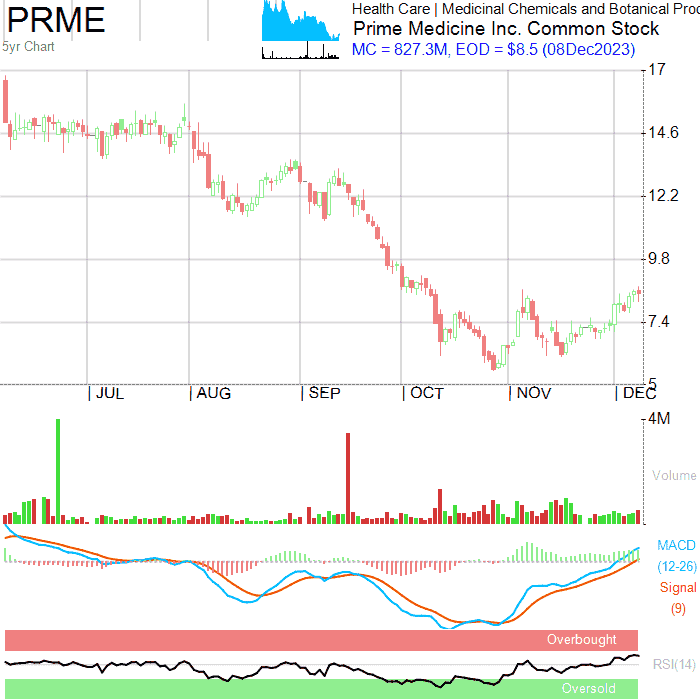 PRME
5yr Chart
Health Care | Medicinal Chemicals and Botanical Proc
Prime Medicine Inc. Common Stock
MC = 827.3M, EOD = $8.5 (08Dec2023)
17
14.6
12.2
9.8
7.4
5
JUL AUG SEP OCT NOV DEC
4M
Volume
MACD
(12-26)
Signal
(9)
Overbought
RSI(14)
Oversold